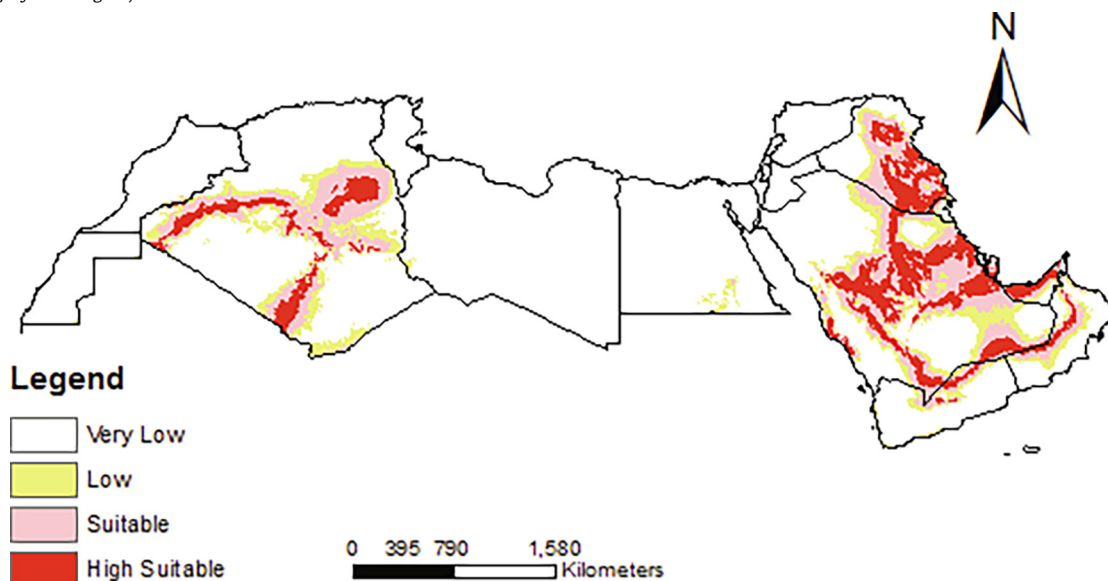 N
Legend
Very Low
Low
Suitable
High Suitable
0 395 790 1,580
Kilometers